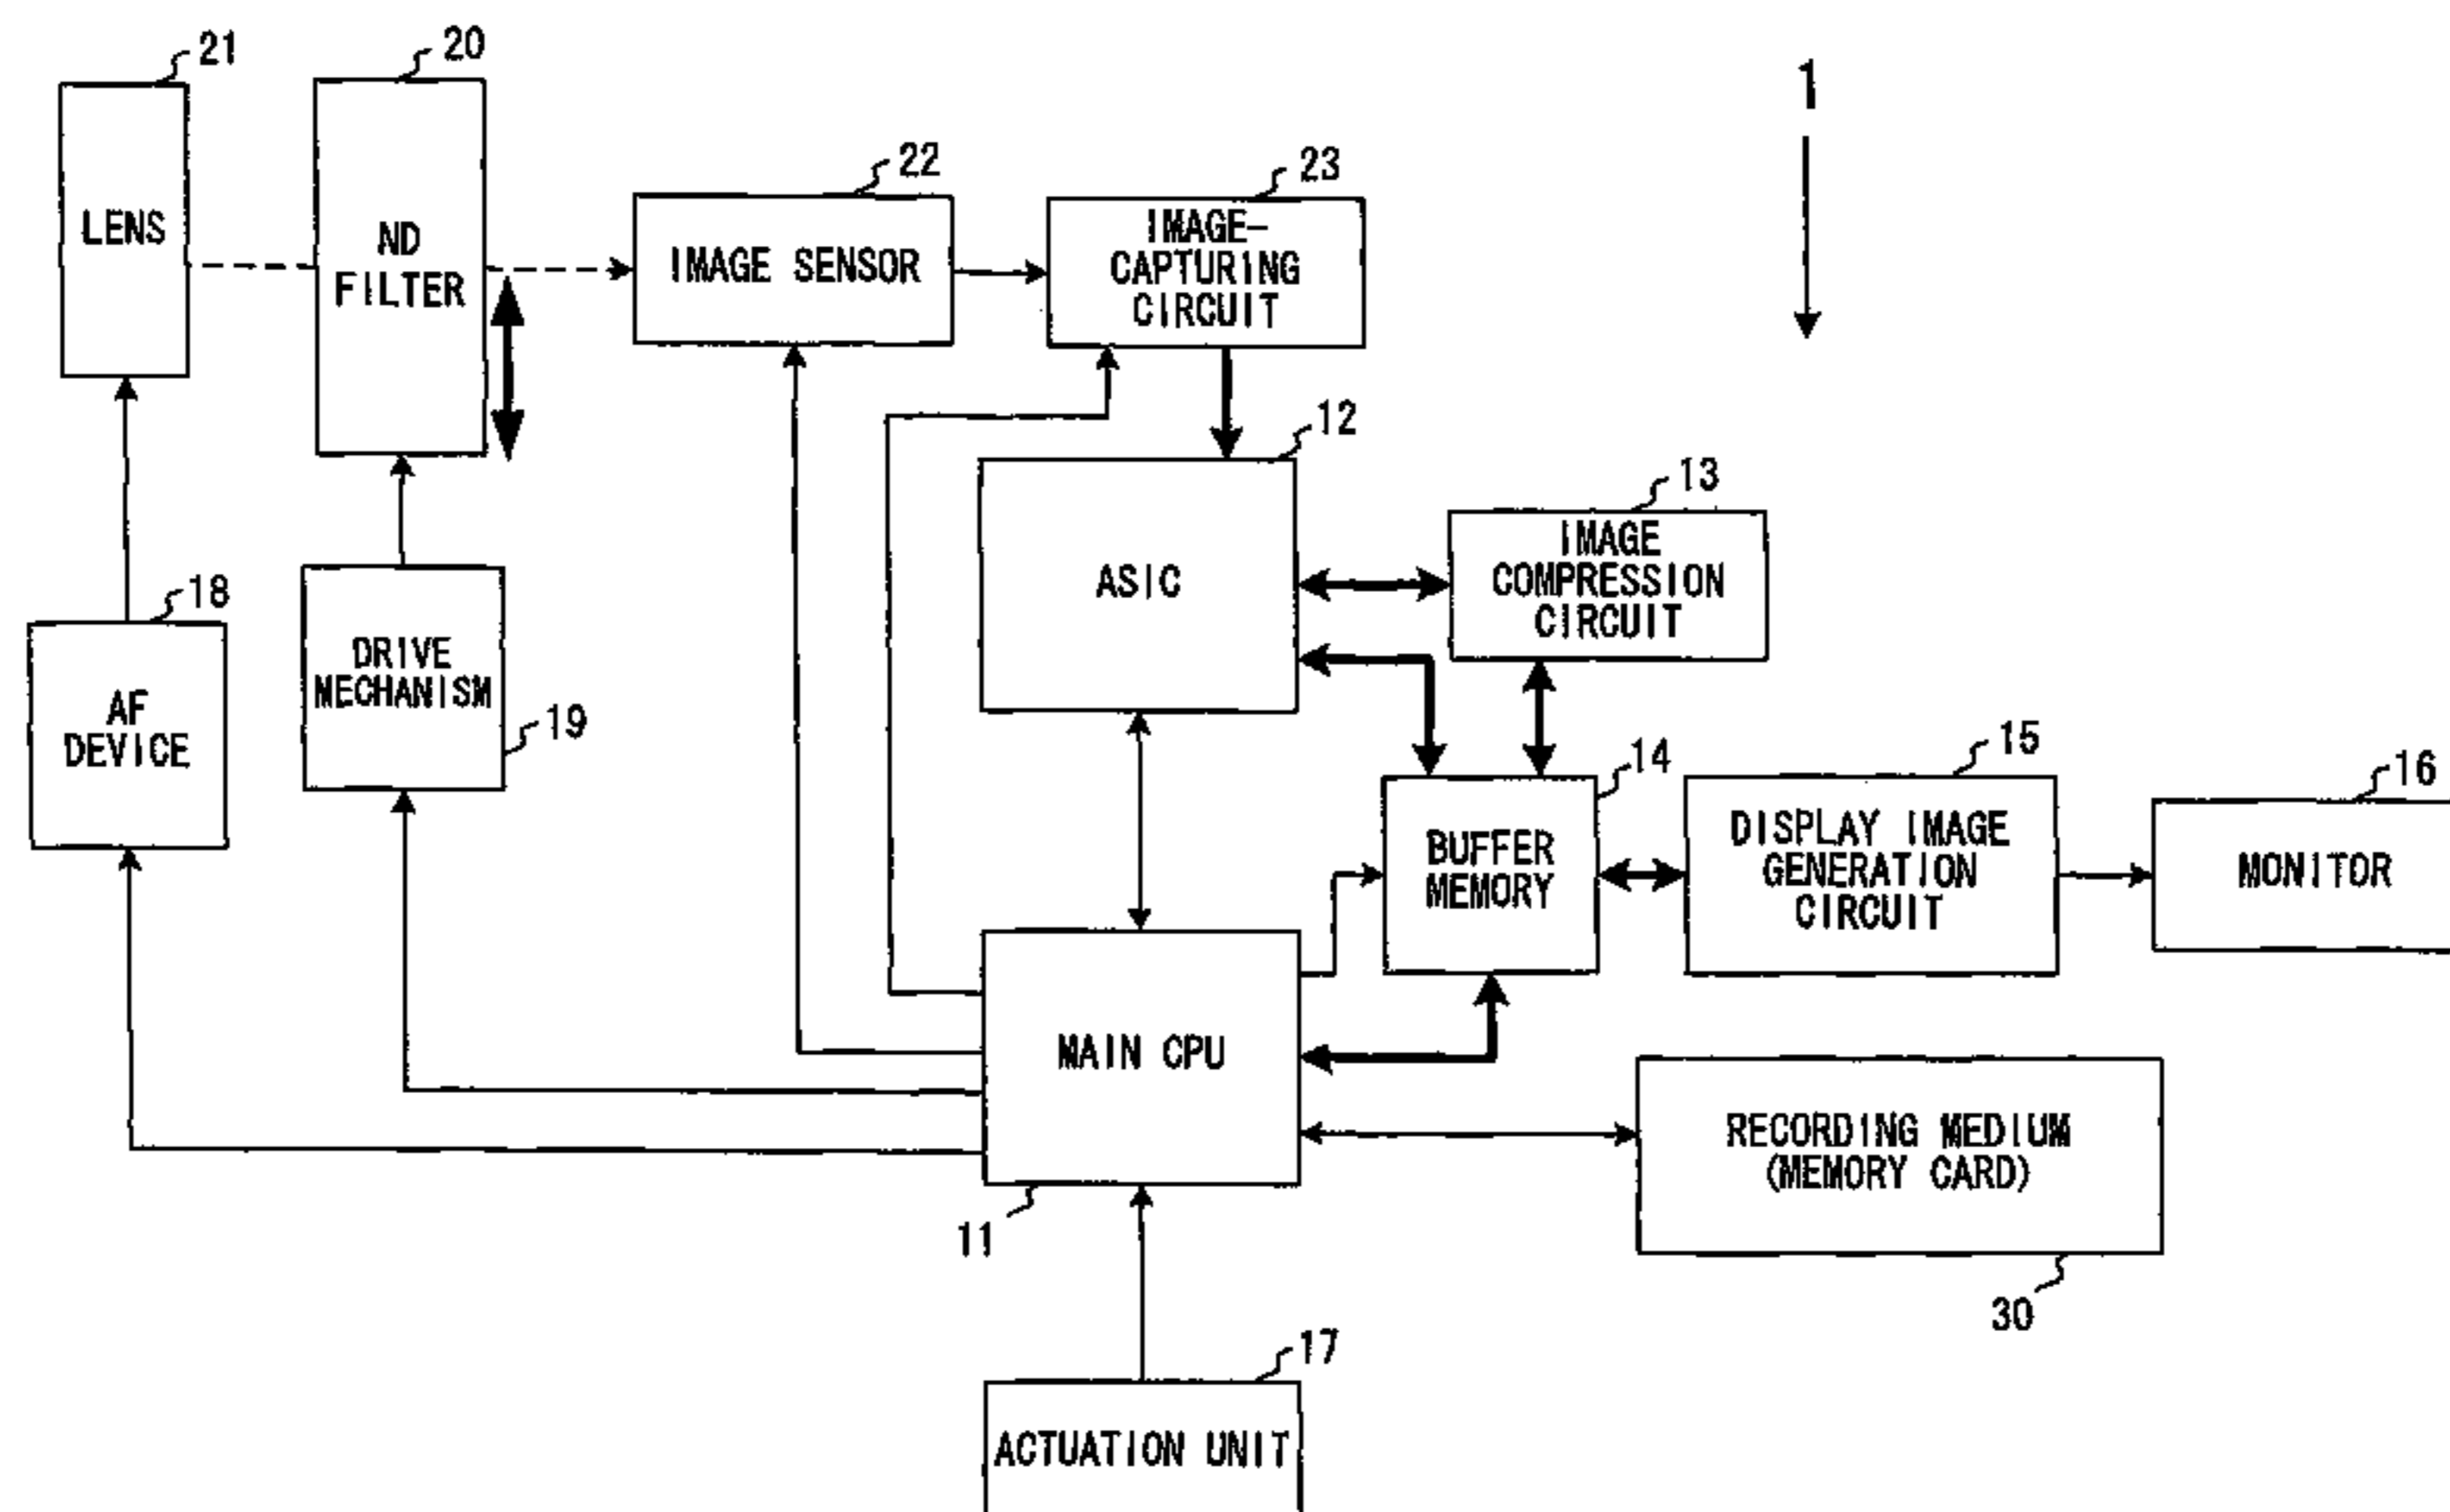 21
20
1
22
23
LENS
ND
FILTER
IMAGE SENSOR
IMAGE-
CAPTURING
CIRCUIT
12
13
ASIC
IMAGE
COMPRESSION
CIRCUIT
18
DRIVE
MECHANISM
19
AF
DEVICE
14
15
16
BUFFER
MEMORY
DISPLAY IMAGE
GENERATION
CIRCUIT
MONITOR
MAIN CPU
11
RECORDING MEDIUM
(MEMORY CARD)
30
17
ACTUATION UNIT